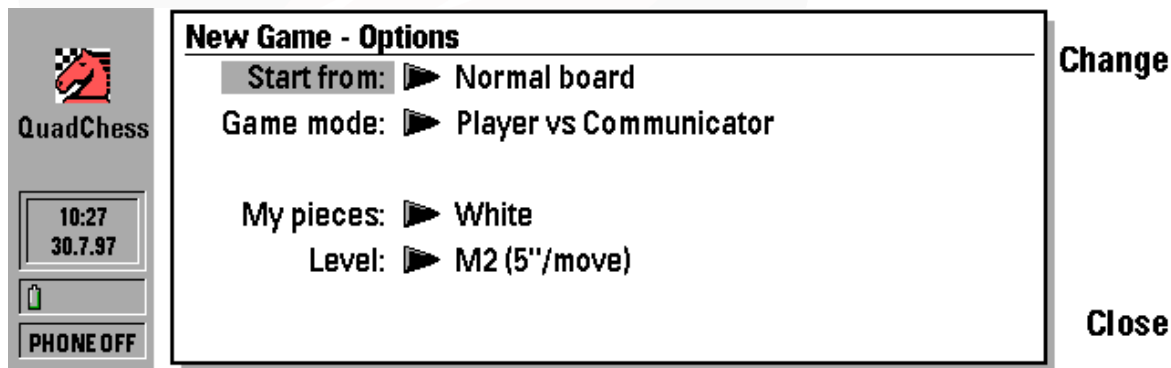 New Game - Options
Start from: Normal board
Game mode: Player vs Communicator
My pieces: White
Level: M2 (5"/move)
QuadChess
10:27
30.7.97
PHONE OFF
Change
Close